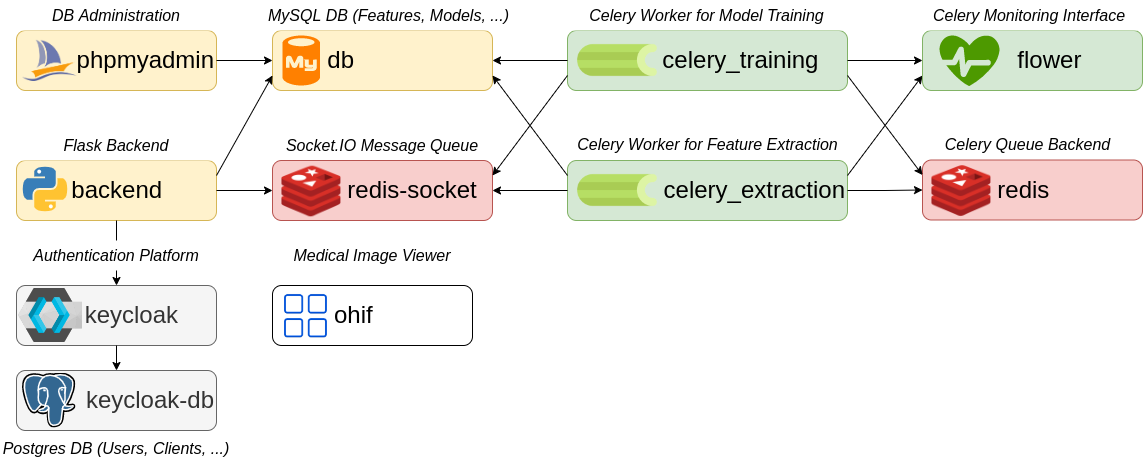 DB Administration
phpmyadmin
MySQL DB (Features, Models, ...)
My
db
Celery Worker for Model Training
celery_training
Celery Monitoring Interface
flower
Flask Backend
backend
Socket.IO Message Queue
redis-socket
Celery Worker for Feature Extraction
celery_extraction
Celery Queue Backend
redis
Authentication Platform
keycloak
Medical Image Viewer
ohif
keycloak-db
Postgres DB (Users, Clients, ...)